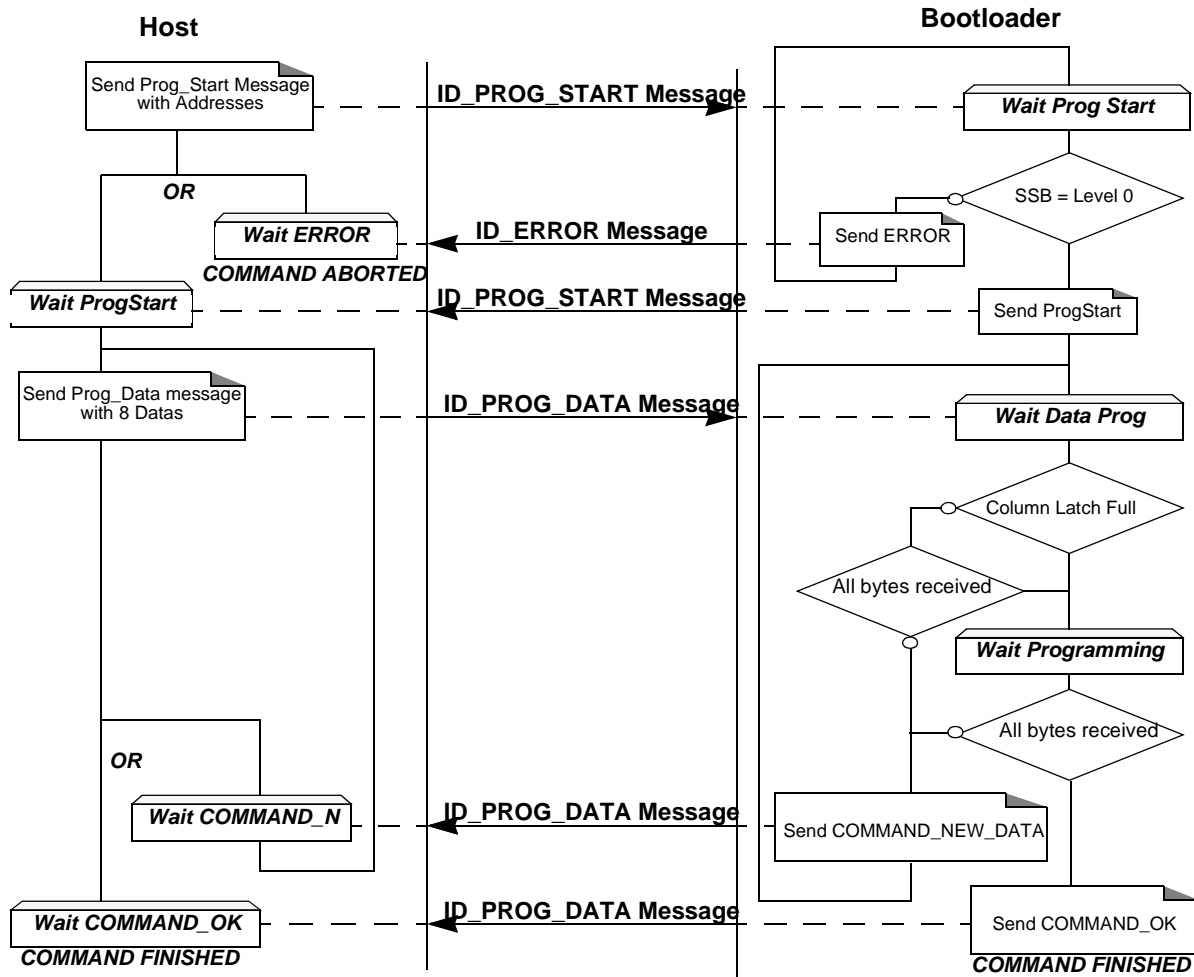 Host
Bootloader
Send Prog_Start Message
with Addresses
ID_PROG_START Message
Wait Prog Start
OR
SSB = Level 0
Wait ERROR
ID_ERROR Message
Send ERROR
COMMAND ABORTED
Wait ProgStart
ID_PROG_START Message
Send ProgStart
Send Prog_Data message
with 8 Datas
ID_PROG_DATA Message
Wait Data Prog
Column Latch Full
All bytes received
Wait Programming
All bytes received
OR
Wait COMMAND_N
ID_PROG_DATA Message
Send COMMAND_NEW_DATA
Wait COMMAND_OK
ID_PROG_DATA Message
Send COMMAND_OK
COMMAND FINISHED
COMMAND FINISHED